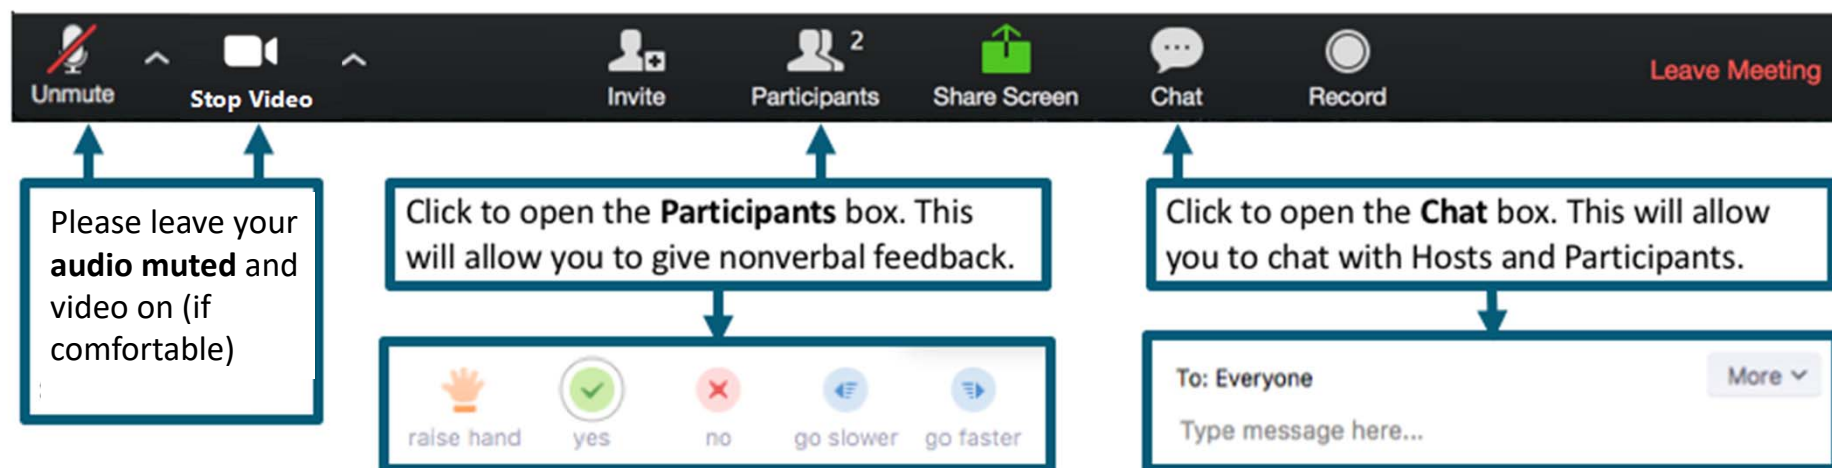 Unmute
Stop Video
Invite
Participants
2
Share Screen
Chat
Record
Leave Meeting
Please leave your
audio muted and
video on (if
comfortable)
Click to open the Participants box. This
will allow you to give nonverbal feedback.
Click to open the Chat box. This will allow
you to chat with Hosts and Participants.
raise hand
yes
no
go slower
go faster
To: Everyone
More
Type message here...